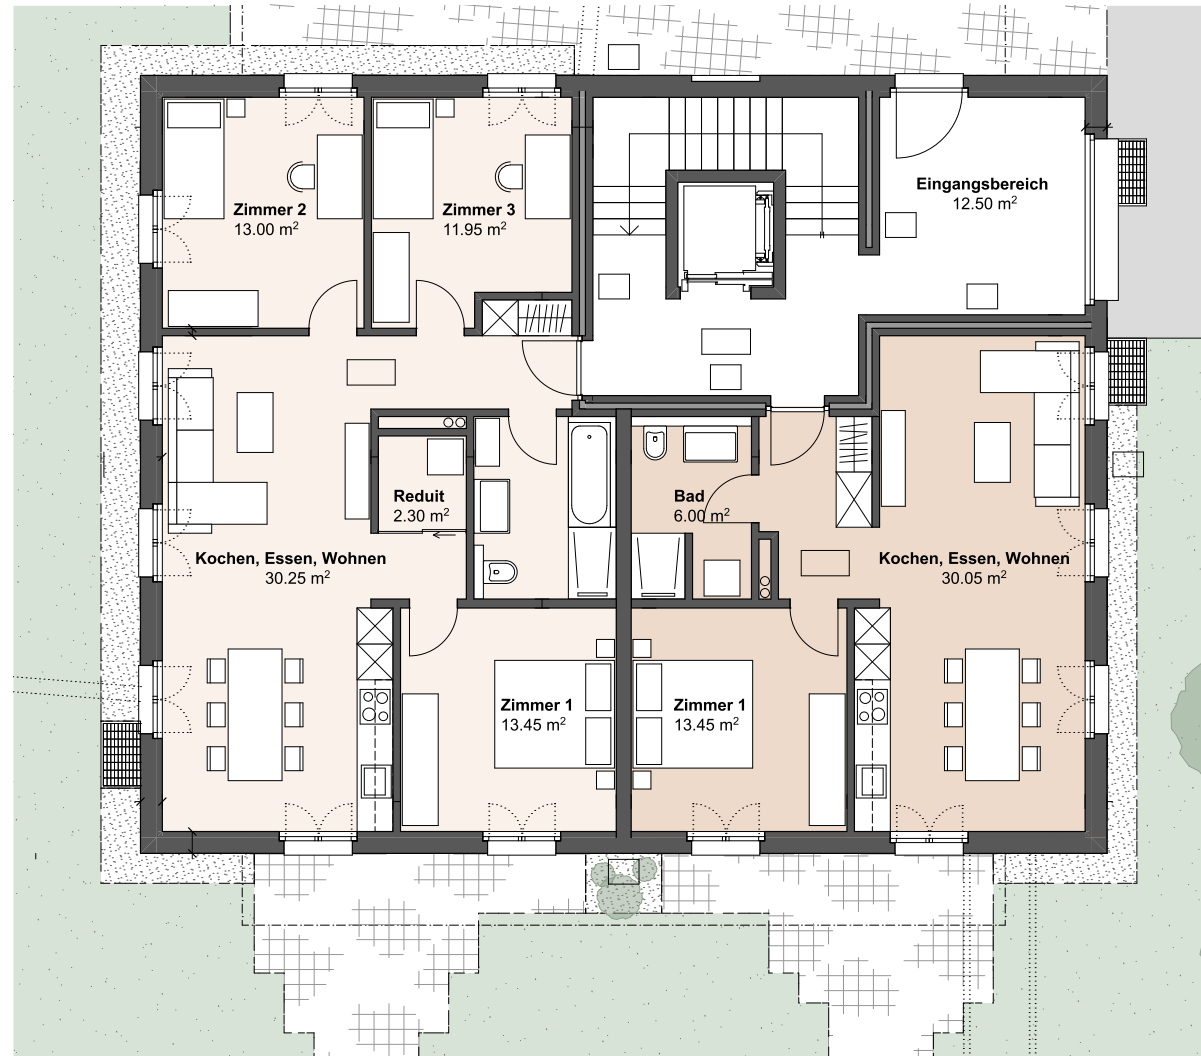 Eingangsbereich
12.50 m²
Zimmer 2
13.00 m²
Zimmer 3
11.95 m²
Reduit
2.30 m²
Bad
6.00 m²
Kochen, Essen, Wohnen
30.25 m²
Kochen, Essen, Wohnen
30.05 m²
Zimmer 1
13.45 m²
Zimmer 1
13.45 m²